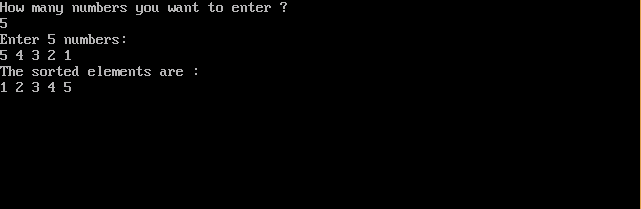 How many numbers you want to enter ?
5
Enter 5 numbers:
5 4 3 2 1
The sorted elements are :
1 2 3 4 5